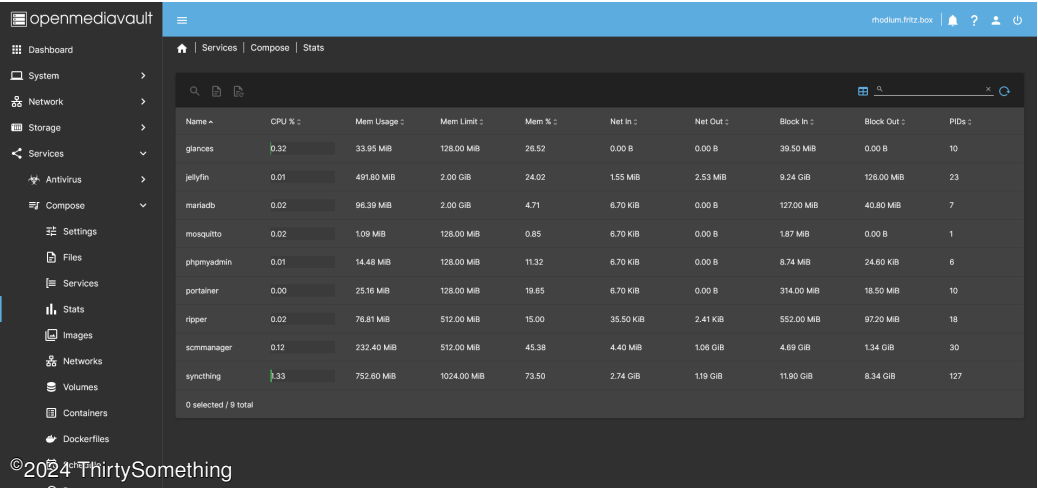 openmediavault
rhodium.fritz.box
Dashboard
System
Network
Storage
Services
Antivirus
Compose
Settings
Files
Services
Stats
Images
Networks
Volumes
Containers
Dockerfiles
Services | Compose | Stats
Name CPU % Mem Usage Mem Limit Mem % Net In Net Out Block In Block Out PIDs
glances 0.32 33.95 MiB 128.00 MiB 26.52 0.00 B 0.00 B 39.50 MiB 0.00 B 10
jellyfin 0.01 491.80 MiB 2.00 GiB 24.02 1.55 MiB 2.53 MiB 9.24 GiB 126.00 MiB 23
mariadb 0.02 96.39 MiB 2.00 GiB 4.71 6.70 KiB 0.00 B 127.00 MiB 40.80 MiB 7
mosquitto 0.02 1.09 MiB 128.00 MiB 0.85 6.70 KiB 0.00 B 1.87 MiB 0.00 B 1
phpmyadmin 0.01 14.48 MiB 128.00 MiB 11.32 6.70 KiB 0.00 B 8.74 MiB 24.60 KiB 6
portainer 0.00 25.16 MiB 128.00 MiB 19.65 6.70 KiB 0.00 B 314.00 MiB 18.50 MiB 10
ripper 0.02 76.81 MiB 512.00 MiB 15.00 35.50 KiB 2.41 KiB 552.00 MiB 97.20 MiB 18
scmmanager 0.12 232.40 MiB 512.00 MiB 45.38 4.40 MiB 1.06 GiB 4.69 GiB 1.34 GiB 30
syncthing 1.33 752.60 MiB 1024.00 MiB 73.50 2.74 GiB 1.19 GiB 11.90 GiB 8.34 GiB 127
0 selected / 9 total
©2024 ThirtySomething